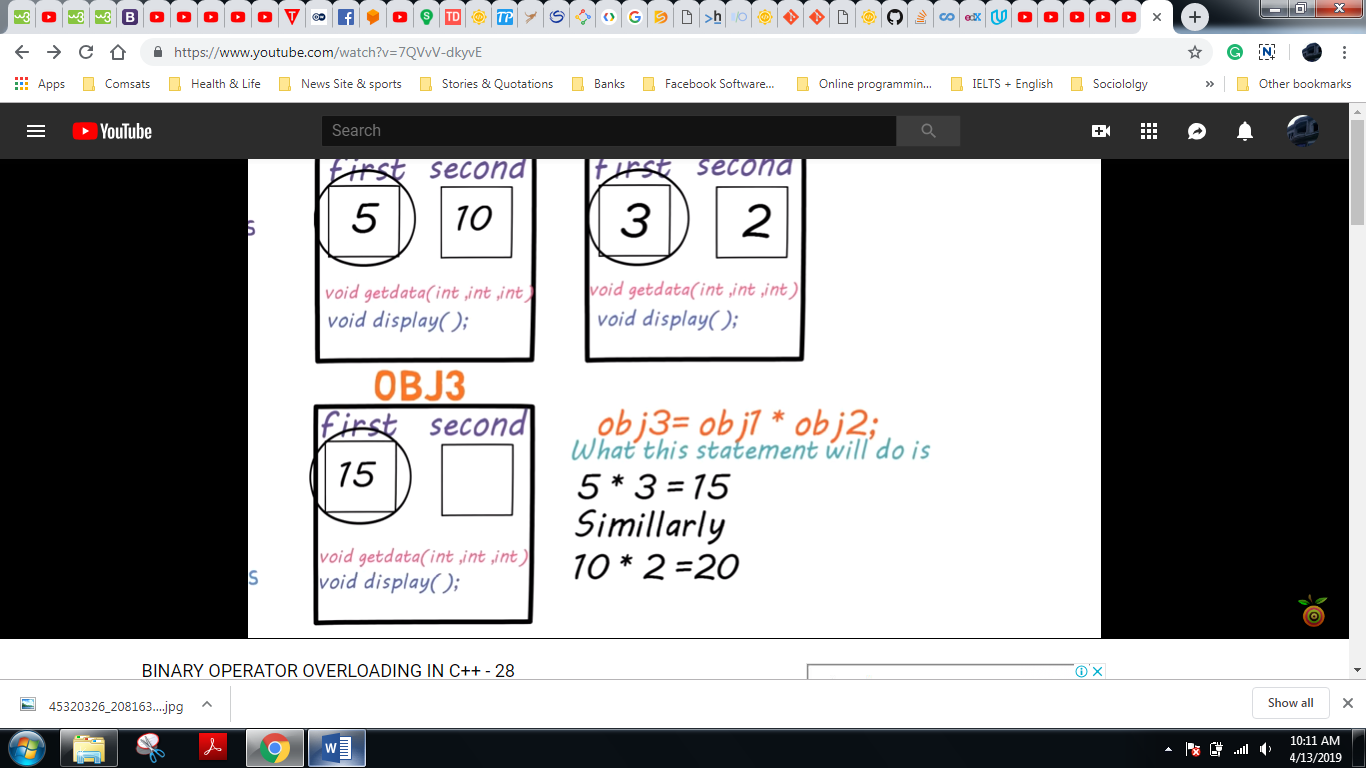 https://www.youtube.com/watch?v=7QVvV-dkyvE
Apps Comsats Health & Life News Site & sports Stories & Quotations Banks Facebook Software... Online programmin... IELTS + English Sociololgy » Other bookmarks
YouTube
Search
first second
5 10
void getdata(int ,int ,int)
void display( );
first second
3 2
void getdata(int ,int ,int)
void display( );
s
OBJ3
first second
15
void getdata(int ,int ,int)
void display( );
s
obj3= obj1 * obj2;
What this statement will do is
5 * 3 = 15
Simillarly
10 * 2 =20
BINARY OPERATOR OVERLOADING IN C++ - 28
45320326_208163....jpg
Show all
10:11 AM
4/13/2019